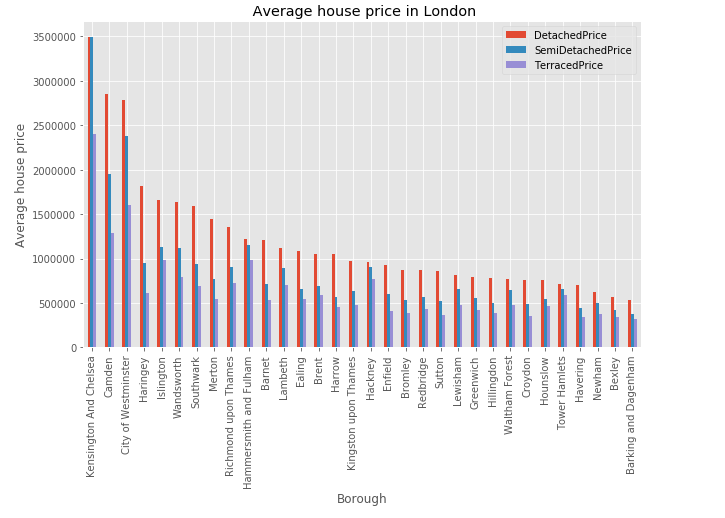 Average house price in London
DetachedPrice
SemiDetachedPrice
TerracedPrice
Average house price
3500000
3000000
2500000
2000000
1500000
1000000
500000
0
Kensington And Chelsea
Camden
City of Westminster
Haringey
Islington
Wandsworth
Southwark
Merton
Richmond upon Thames
Hammersmith and Fulham
Barnet
Lambeth
Ealing
Brent
Harrow
Kingston upon Thames
Hackney
Enfield
Bromley
Redbridge
Sutton
Lewisham
Greenwich
Hillingdon
Waltham Forest
Croydon
Hounslow
Tower Hamlets
Havering
Newham
Bexley
Barking and Dagenham
Borough